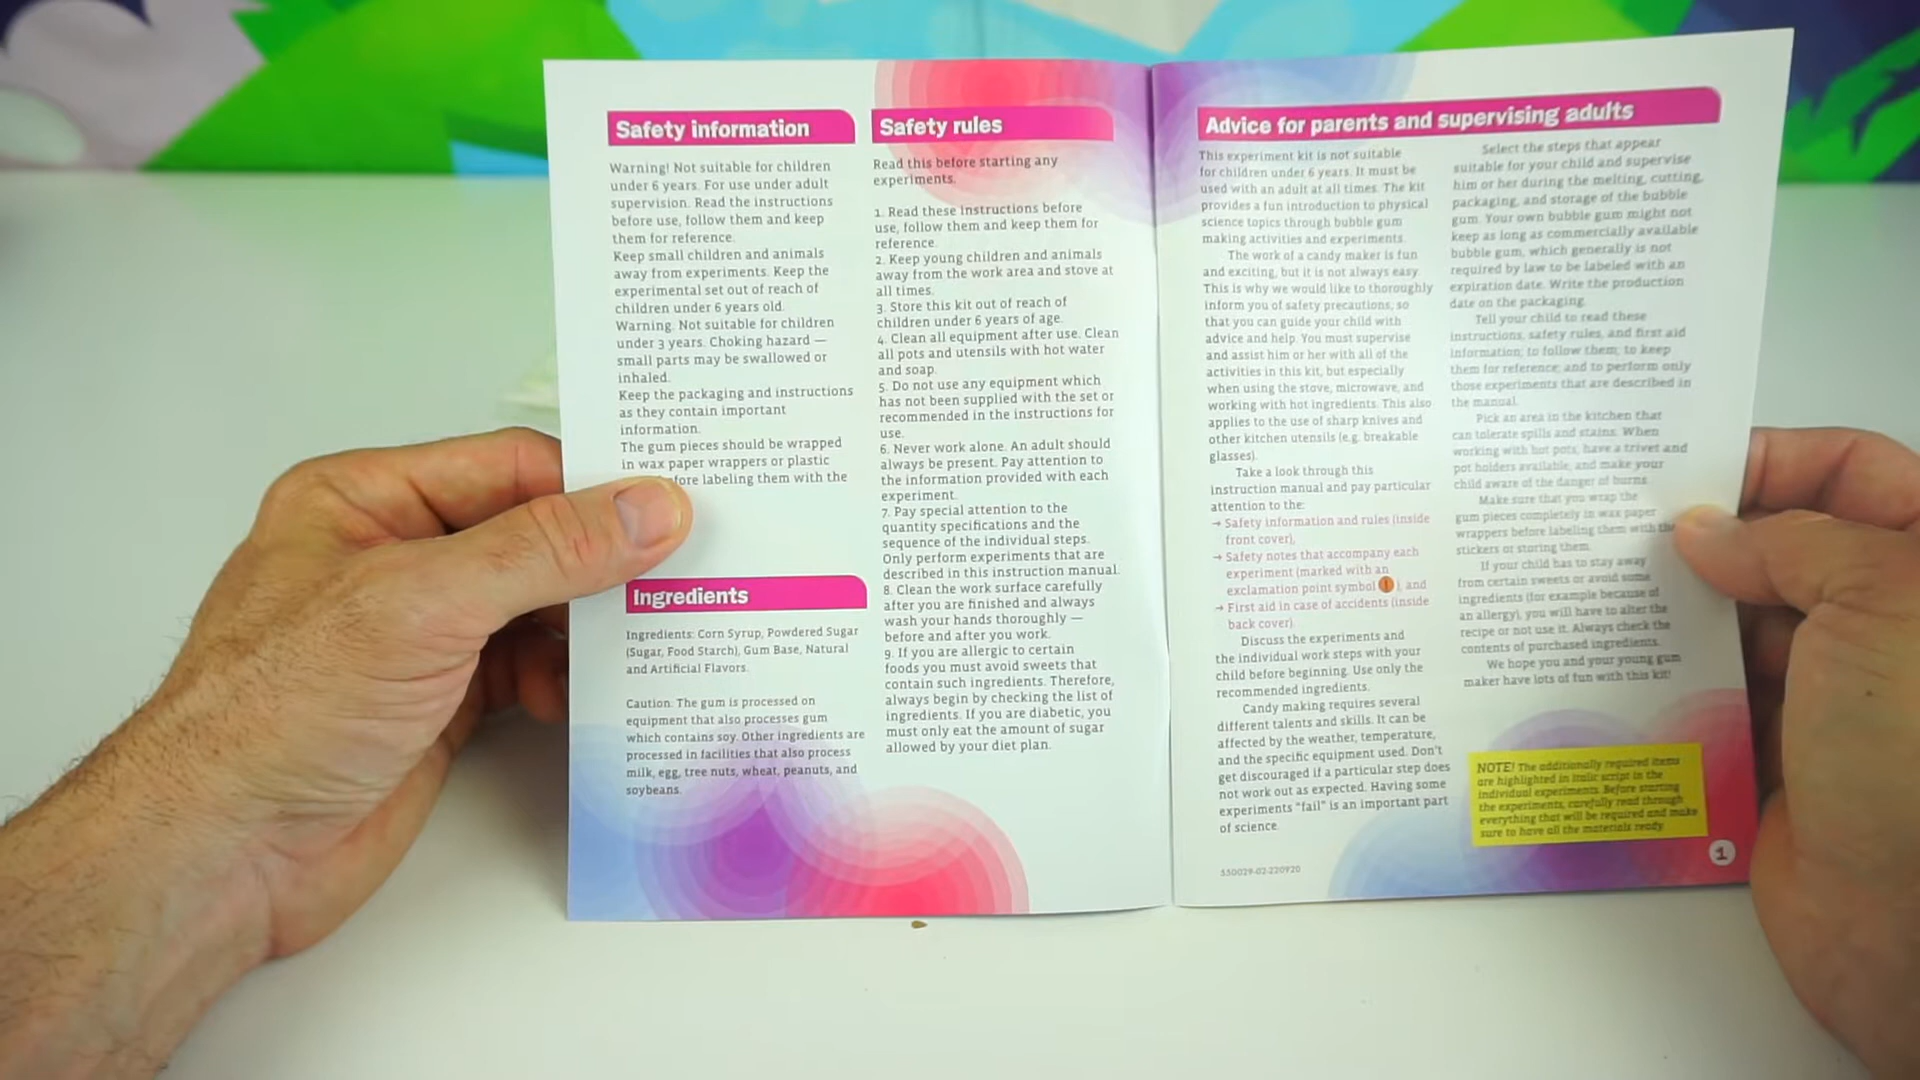 Safety information
Warning! Not suitable for children
under 6 years. For use under adult
supervision. Read the instructions
before use, follow them and keep
them for reference.
Keep small children and animals
away from experiments. Keep the
experimental set out of reach of
children under 6 years old.
Warning. Not suitable for children
under 3 years. Choking hazard —
small parts may be swallowed or
inhaled.
Keep the packaging and instructions
as they contain important
information.
The gum pieces should be wrapped
in wax paper wrappers or plastic
labeling them with the
Ingredients
Ingredients: Corn Syrup, Powdered Sugar
(Sugar, Food Starch), Gum Base, Natural
and Artificial Flavors.
Caution: The gum is processed on
equipment that also processes gum
which contains soy. Other ingredients are
processed in facilities that also process
milk, egg, tree nuts, wheat, peanuts, and
soybeans.
Safety rules
Read this before starting any
experiments.
1. Read these instructions before
use, follow them and keep them for
reference.
2. Keep young children and animals
away from the work area and stove at
all times.
3. Store this kit out of reach of
children under 6 years of age.
4. Clean all equipment after use. Clean
all pots and utensils with hot water
and soap.
5. Do not use any equipment which
has not been supplied with the set or
recommended in the instructions for
use.
6. Never work alone. An adult should
always be present. Pay attention to
the information provided with each
experiment.
7. Pay special attention to the
quantity specifications and the
sequence of the individual steps.
Only perform experiments that are
described in this instruction manual.
8. Clean the work surface carefully
after you are finished and always
wash your hands thoroughly —
before and after you work.
9. If you are allergic to certain
foods you must avoid sweets that
contain such ingredients. Therefore,
always begin by checking the list of
ingredients. If you are diabetic, you
must only eat the amount of sugar
allowed by your diet plan.
Advice for parents and supervising adults
This experiment kit is not suitable
for children under 6 years. It must be
used with an adult at all times. The kit
provides a fun introduction to physical
science topics through bubble gum
making activities and experiments.
The work of a candy maker is fun
and exciting, but it is not always easy.
This is why we would like to thoroughly
inform you of safety precautions, so
that you can guide your child with
advice and help. You must supervise
and assist him or her with all of the
activities in this kit, but especially
when using the stove, microwave, and
working with hot ingredients. This also
applies to the use of sharp knives and
other kitchen utensils (e.g. breakable
glasses).
Take a look through this
instruction manual and pay particular
attention to the:
→ Safety information and rules (inside
front cover),
→ Safety notes that accompany each
experiment (marked with an
exclamation point symbol ! ), and
→ First aid in case of accidents (inside
back cover).
Discuss the experiments and
the individual work steps with your
child before beginning. Use only the
recommended ingredients.
Candy making requires several
different talents and skills. It can be
affected by the weather, temperature,
and the specific equipment used. Don't
get discouraged if a particular step does
not work out as expected. Having some
experiments "fail" is an important part
of science.
Select the steps that appear
suitable for your child and supervise
him or her during the melting, cutting,
packaging, and storage of the bubble
gum. Your own bubble gum might not
keep as long as commercially available
bubble gum, which generally is not
required by law to be labeled with an
expiration date. Write the production
date on the packaging.
Tell your child to read these
instructions, safety rules, and first aid
information; to follow them; to keep
them for reference; and to perform only
those experiments that are described in
the manual.
Pick an area in the kitchen that
can tolerate spills and stains. When
working with hot pots, have a trivet and
pot holders available, and make your
child aware of the danger of burns.
Make sure that you wrap the
gum pieces completely in wax paper
wrappers before labeling them with the
stickers or storing them.
If your child has to stay away
from certain sweets or avoid some
ingredients (for example because of
an allergy), you will have to alter the
recipe or not use it. Always check the
contents of purchased ingredients.
We hope you and your young gum
maker have lots of fun with this kit!
NOTE! The additionally required items
are highlighted in italic script in the
individual experiments. Before starting
the experiments, carefully read through
everything that will be required and make
sure to have all the materials ready.
550029-02-220920
1